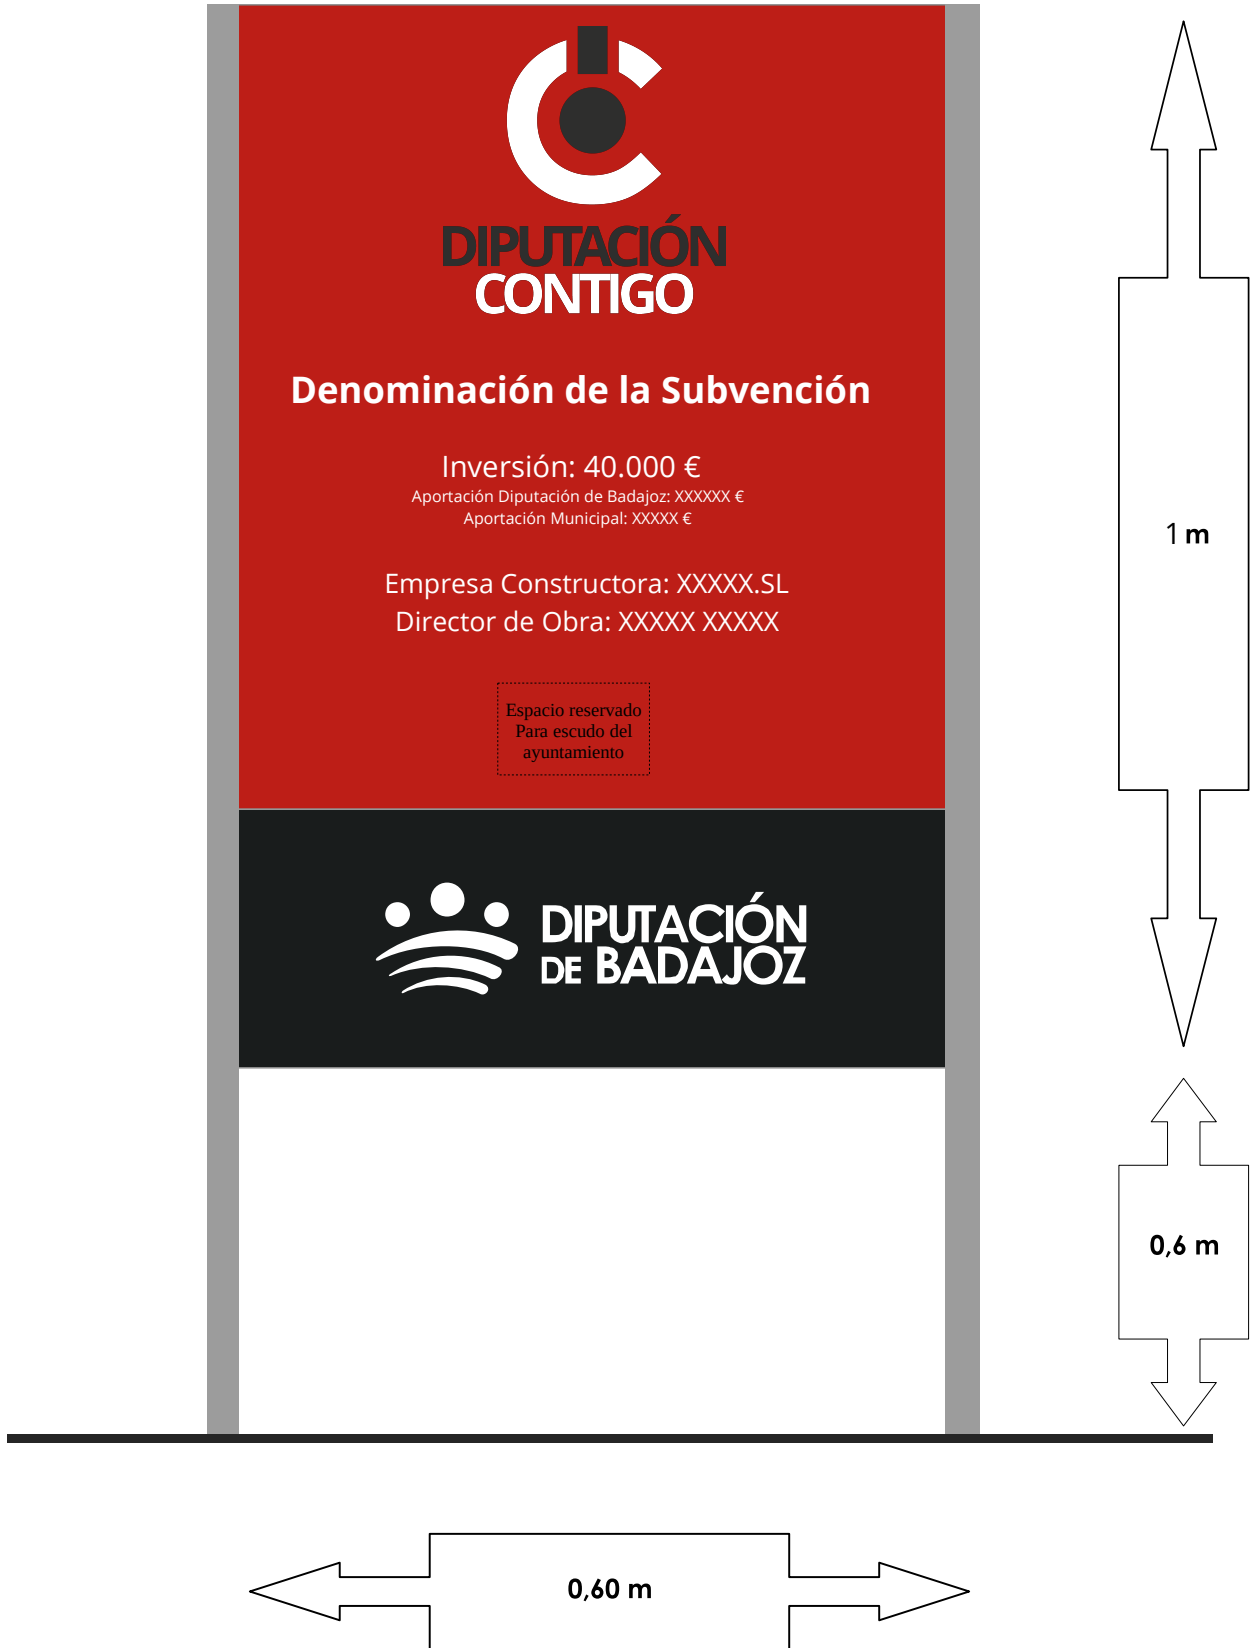 DIPUTACIÓN
CONTIGO
Denominación de la Subvención
Inversión: 40.000 €
Aportación Diputación de Badajoz: XXXXXX €
Aportación Municipal: XXXXX €
Empresa Constructora: XXXXX.SL
Director de Obra: XXXXX XXXXX
Espacio reservado
Para escudo del
ayuntamiento
DIPUTACIÓN
DE BADAJOZ
1 m
0,6 m
0,60 m